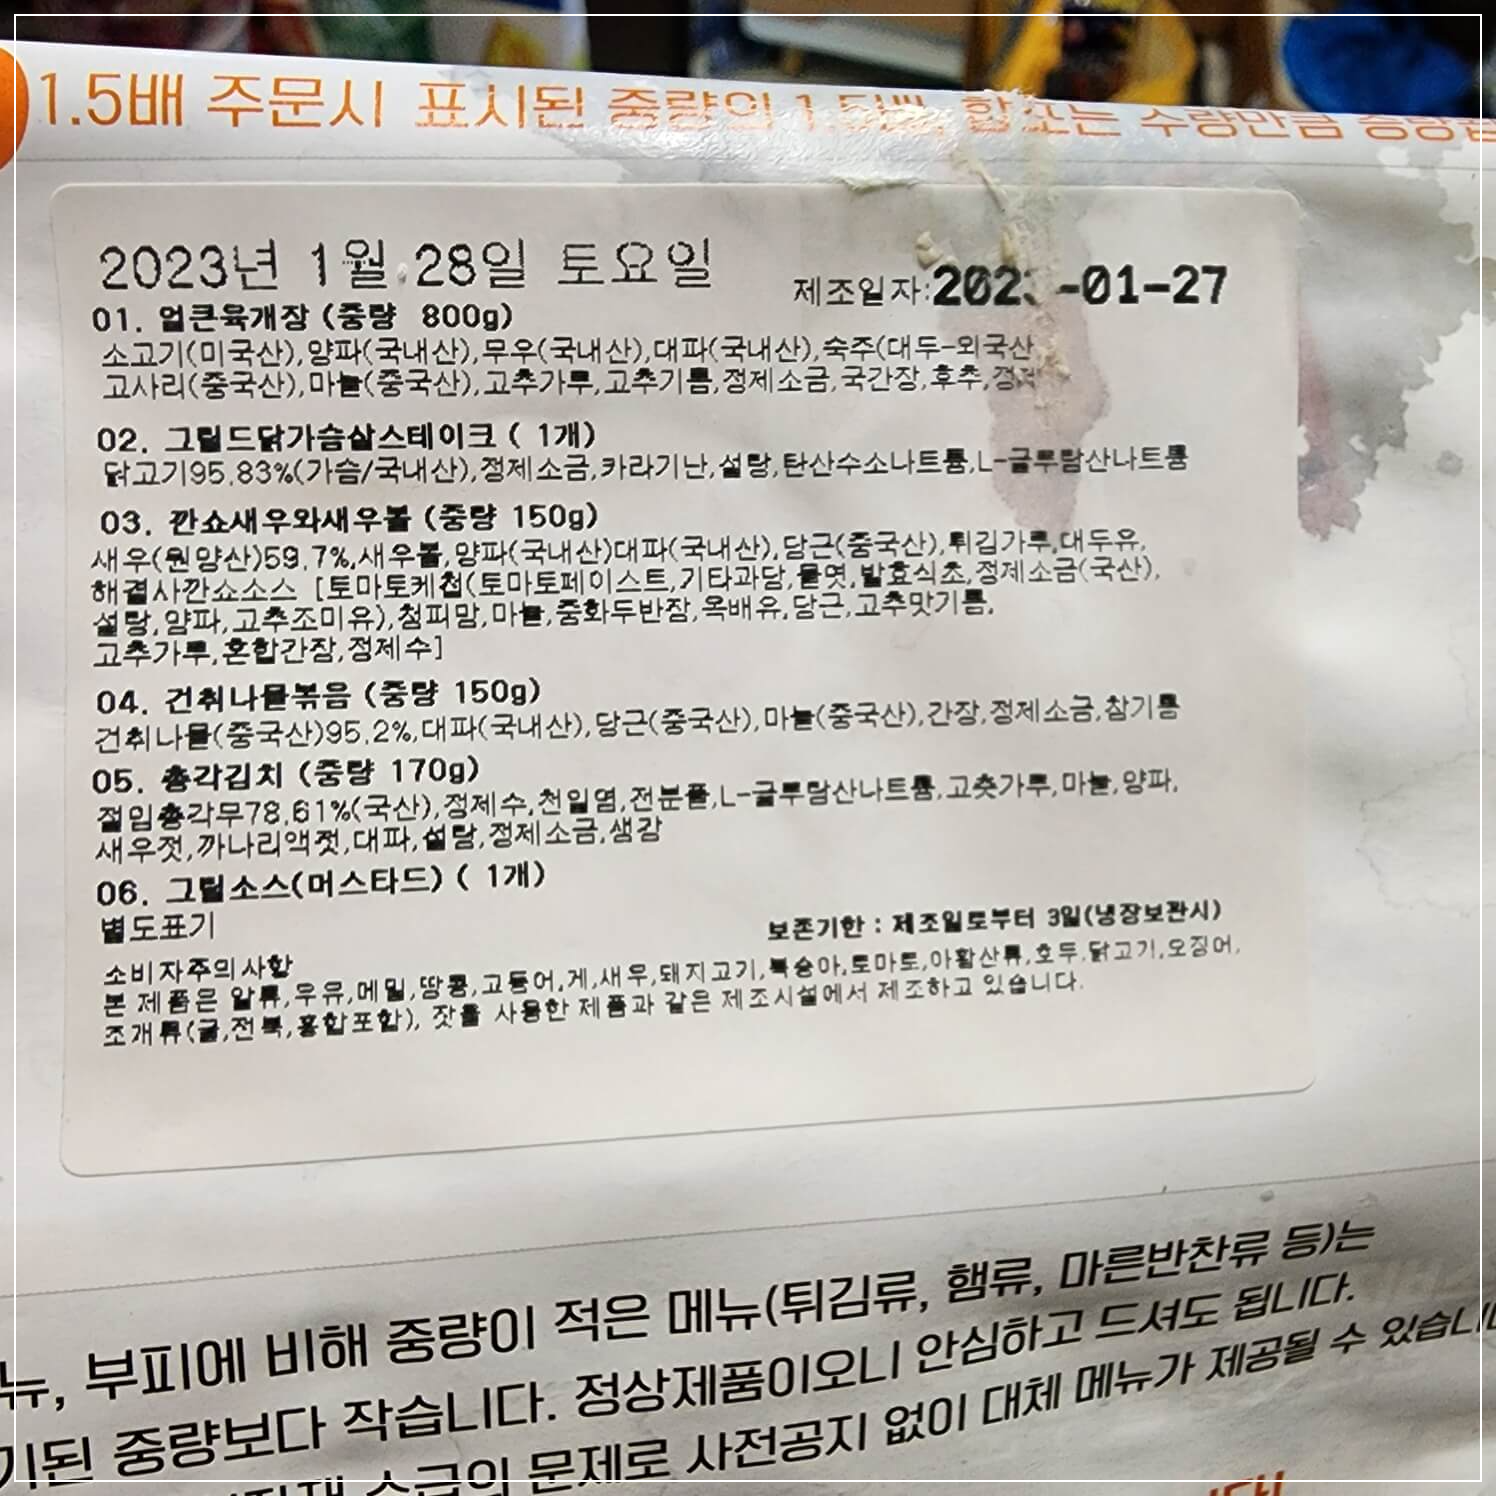 1.5배 주문시 표시된 중량의 1.5배, 합소는 수량만큼 증량
2023년 1월 28일 토요일
제조일자:2023-01-27
01. 얼큰육개장 (중량 800g)
소고기(미국산),양파(국내산),무우(국내산),대파(국내산),숙주(대두-외국산
고사리(중국산),마늘(중국산),고추가루,고추기름,정제소금,국간장,후추,정제
02. 그릴드닭가슴살스테이크 ( 1개)
닭고기95.83%(가슴/국내산),정제소금,카라기난,설탕,탄산수소나트륨,L-글루탐산나트륨
03. 깐쇼새우와새우볼 (중량 150g)
새우(원양산)59.7%,새우볼,양파(국내산)대파(국내산),당근(중국산),튀김가루,대두유,
해결사깐쇼소스 [토마토케첩(토마토페이스트,기타과당,물엿,발효식초,정제소금(국산),
설탕,양파,고추조미유),청피망,마늘,중화두반장,옥배유,당근,고추맛기름,
고추가루,혼합간장,정제수]
04. 건취나물볶음 (중량 150g)
건취나물(중국산)95.2%,대파(국내산),당근(중국산),마늘(중국산),간장,정제소금,참기름
05. 총각김치 (중량 170g)
절임총각무78.61%(국산),정제수,천일염,전분풀,L-글루탐산나트륨,고춧가루,마늘,양파,
새우젓,까나리액젓,대파,설탕,정제소금,생강
06. 그릴소스(머스타드) ( 1개)
별도표기
보존기한 : 제조일로부터 3일(냉장보관시)
소비자주의사항
본 제품은 알류,우유,메밀,땅콩,고등어,게,새우,돼지고기,복숭아,토마토,아황산류,호두,닭고기,오징어,
조개류(굴,전복,홍합포함), 잣을 사용한 제품과 같은 제조시설에서 제조하고 있습니다.
뉴, 부피에 비해 중량이 적은 메뉴(튀김류, 햄류, 마른반찬류 등)는
기된 중량보다 작습니다. 정상제품이오니 안심하고 드셔도 됩니다.
수급의 문제로 사전공지 없이 대체 메뉴가 제공될 수 있습니